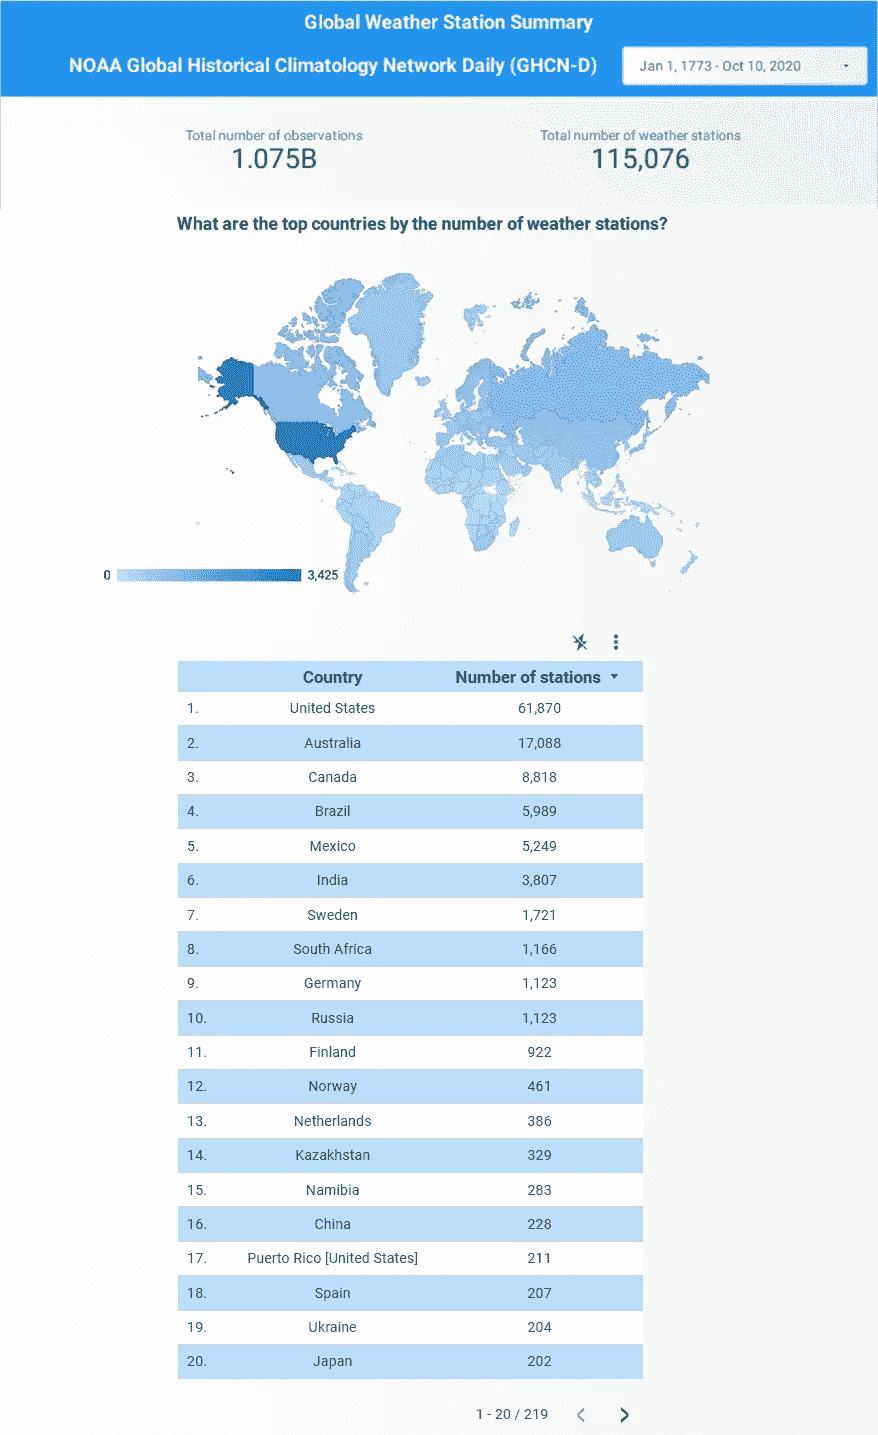 Global Weather Station Summary
NOAA Global Historical Climatology Network Daily (GHCN-D)
Jan 1, 1773 - Oct 10, 2020
Total number of observations
1.075B
Total number of weather stations
115,076
What are the top countries by the number of weather stations?
0
3,425
Country Number of stations
1. United States 61,870
2. Australia 17,088
3. Canada 8,818
4. Brazil 5,989
5. Mexico 5,249
6. India 3,807
7. Sweden 1,721
8. South Africa 1,166
9. Germany 1,123
10. Russia 1,123
11. Finland 922
12. Norway 461
13. Netherlands 386
14. Kazakhstan 329
15. Namibia 283
16. China 228
17. Puerto Rico [United States] 211
18. Spain 207
19. Ukraine 204
20. Japan 202
1 - 20 / 219